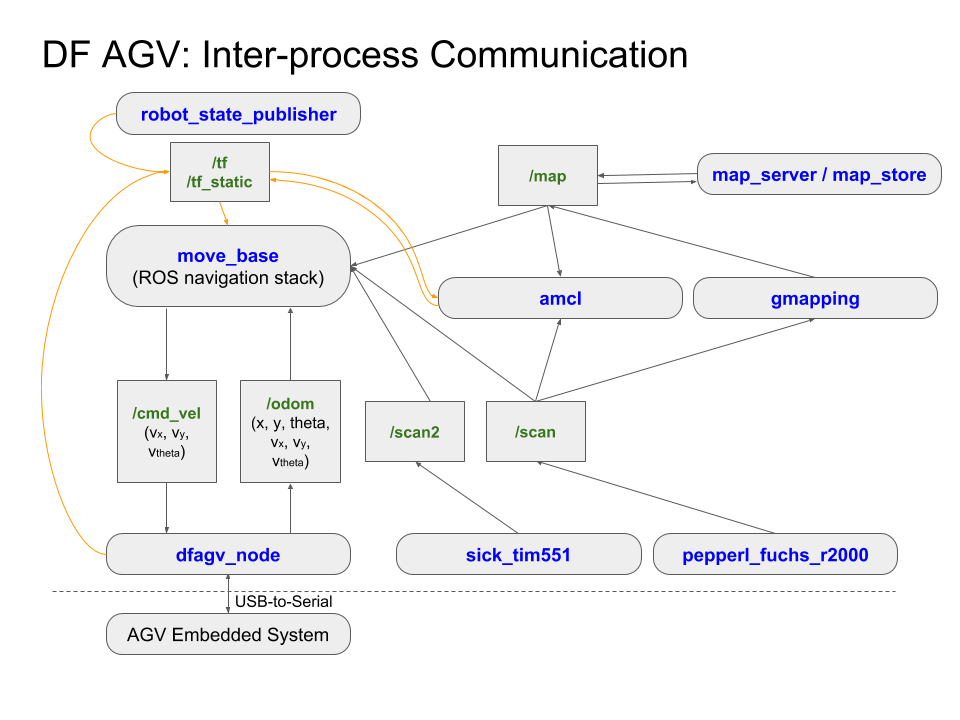 DF AGV: Inter-process Communication
robot_state_publisher
/tf
/tf_static
/map
map_server / map_store
move_base
(ROS navigation stack)
amcl
gmapping
/cmd_vel
(vx, vy,
vtheta)
/odom
(x, y, theta,
vx, vy,
vtheta)
/scan2
/scan
dfagv_node
sick_tim551
pepperl_fuchs_r2000
USB-to-Serial
AGV Embedded System